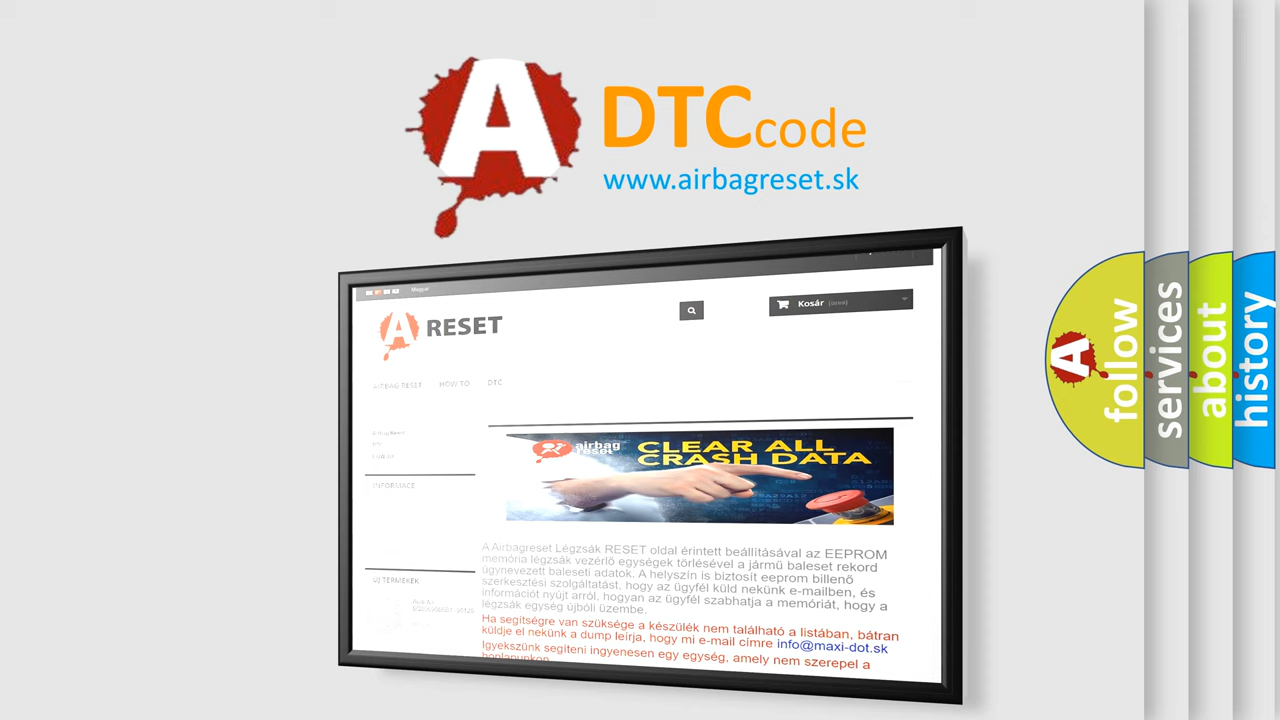 A
DTC code
www.airbagreset.sk
Magyar
A RESET
Kosár (üres)
AIRBAG RESET HOW TO DTC
airbag reset
CLEAR ALL
CRASH DATA
INFORMACE
A Airbagreset Légzsák RESET oldal érintett beállításával az EEPROM
memória légzsák vezérlő egységek törlésével a jármű baleset rekord
úgynevezett baleseti adatok. A helyszín is biztosít eeprom billenő
szerkesztési szolgáltatást, hogy az ügyfél küld nekünk e-mailben, és
információt nyújt arról, hogyan az ügyfél szabhatja a memóriát, hogy a
légzsák egység újbóli üzembe.
ÚJ TERMÉKEK
Ha segítségre van szüksége a készülék nem található a listában, bátran
küldje el nekünk a dump leírja, hogy mi e-mail címre info@maxi-dot.sk
Igyekszünk segíteni ingyenesen egy egység, amely nem szerepel a
honlapunkon
A
follow
services
about
history